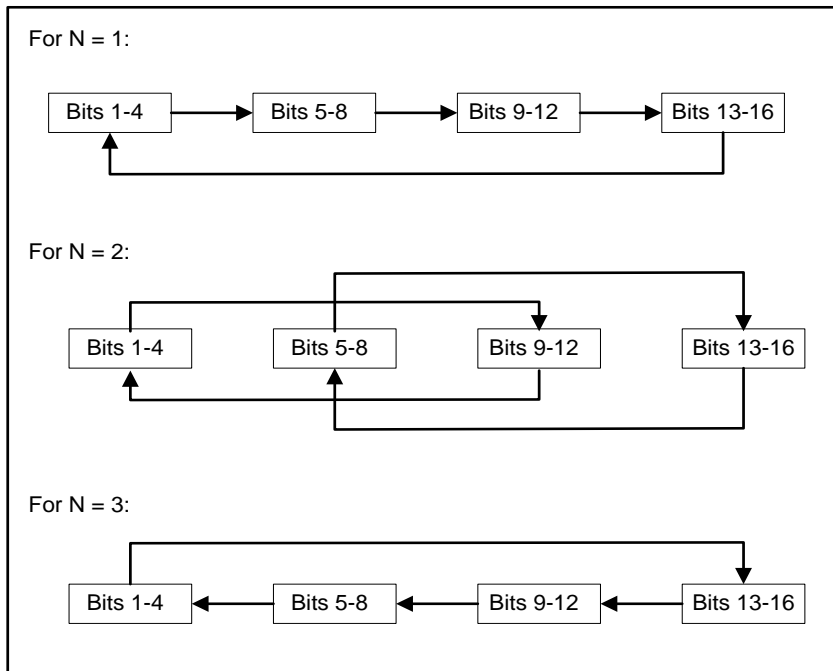 For N = 1:
Bits 1-4 Bits 5-8 Bits 9-12 Bits 13-16
For N = 2:
Bits 1-4 Bits 5-8 Bits 9-12 Bits 13-16
For N = 3:
Bits 1-4 Bits 5-8 Bits 9-12 Bits 13-16